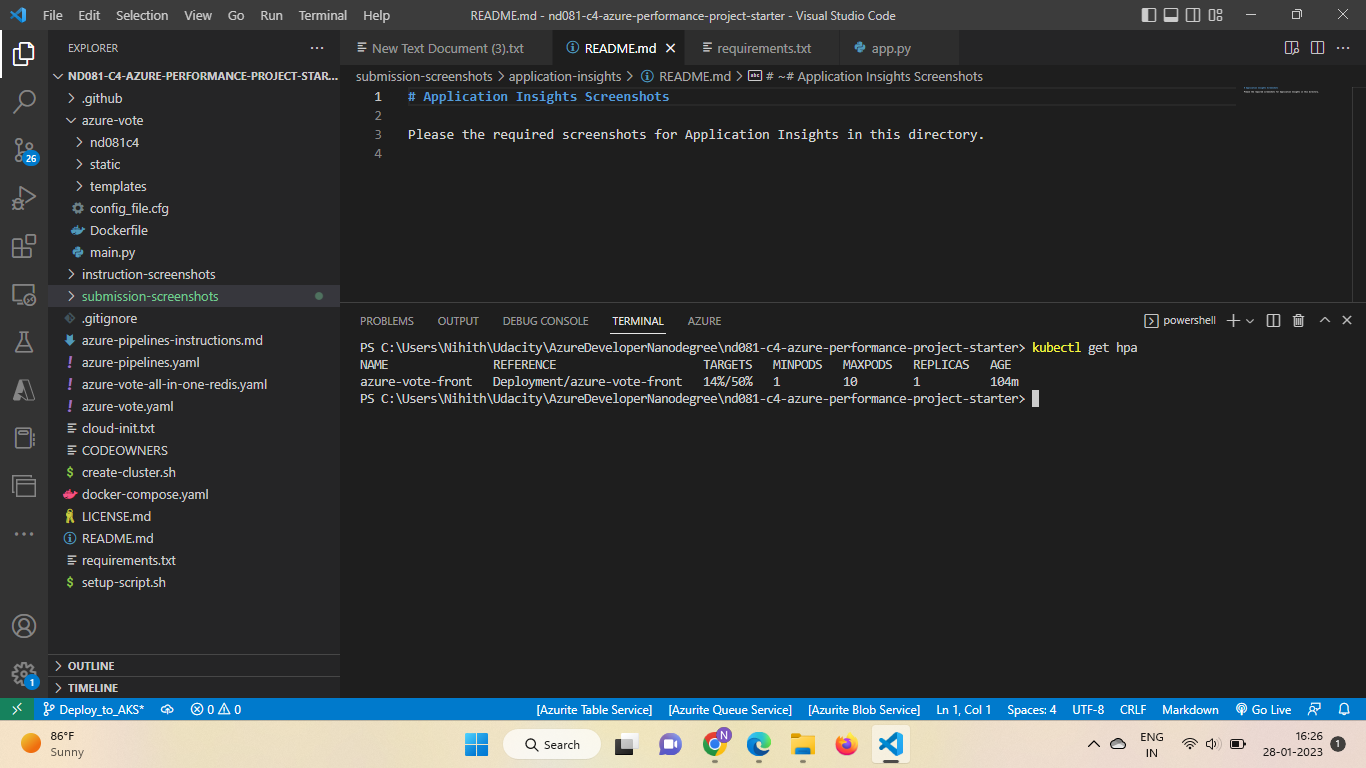 File Edit Selection View Go Run Terminal Help
README.md - nd081-c4-azure-performance-project-starter - Visual Studio Code
EXPLORER
ND081-C4-AZURE-PERFORMANCE-PROJECT-STAR...
.github
azure-vote
nd081c4
static
templates
config_file.cfg
Dockerfile
main.py
instruction-screenshots
submission-screenshots
.gitignore
azure-pipelines-instructions.md
azure-pipelines.yaml
azure-vote-all-in-one-redis.yaml
azure-vote.yaml
cloud-init.txt
CODEOWNERS
create-cluster.sh
docker-compose.yaml
LICENSE.md
README.md
requirements.txt
setup-script.sh
OUTLINE
TIMELINE
26
1
New Text Document (3).txt README.md requirements.txt app.py
submission-screenshots > application-insights > README.md > # ~# Application Insights Screenshots
1 # Application Insights Screenshots
2
3 Please the required screenshots for Application Insights in this directory.
4
PROBLEMS OUTPUT DEBUG CONSOLE TERMINAL AZURE
powershell
PS C:\Users\Nihith\Udacity\AzureDeveloperNanodegree\nd081-c4-azure-performance-project-starter> kubectl get hpa
NAME REFERENCE TARGETS MINPODS MAXPODS REPLICAS AGE
azure-vote-front Deployment/azure-vote-front 14%/50% 1 10 1 104m
PS C:\Users\Nihith\Udacity\AzureDeveloperNanodegree\nd081-c4-azure-performance-project-starter>
Deploy_to_AKS* 0 0 [Azurite Table Service] [Azurite Queue Service] [Azurite Blob Service] Ln 1, Col 1 Spaces: 4 UTF-8 CRLF Markdown Go Live
86°F
Sunny
Search
N
ENG
IN
16:26
28-01-2023
1